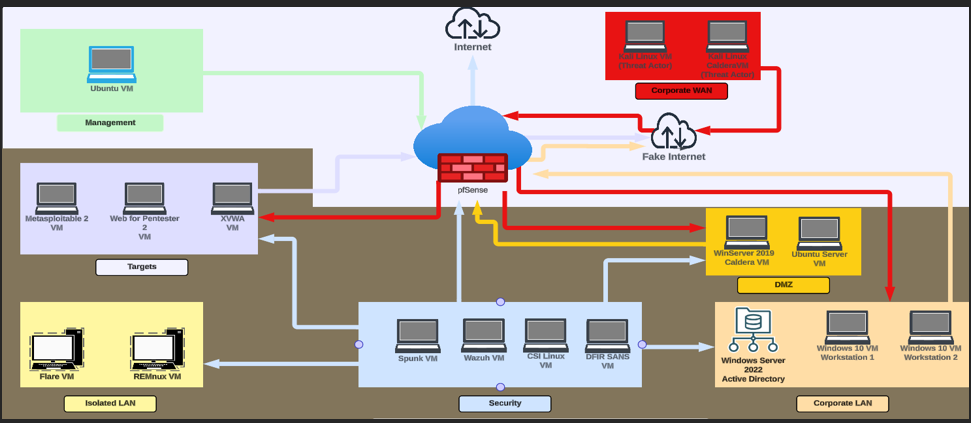 Internet
Kali Linux VM
(Threat Actor)
Kali Linux
CalderaVM
(Threat Actor)
Corporate WAN
Ubuntu VM
Management
Fake Internet
pfSense
Metasploitable 2
VM
Web for Pentester
2
VM
XVWA
VM
Targets
WinServer 2019
Caldera VM
Ubuntu Server
VM
DMZ
Flare VM
REMnux VM
Isolated LAN
Spunk VM
Wazuh VM
CSI Linux
VM
DFIR SANS
VM
Security
Windows Server
2022
Active Directory
Windows 10 VM
Workstation 1
Windows 10 VM
Workstation 2
Corporate LAN